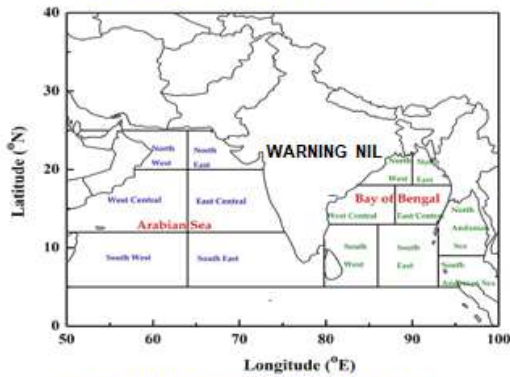 40
30
20
10
0
Latitude (°N)
WARNING NIL
North
West
North
East
North
West
North
East
West Central
East Central
Bay of Bengal
West Central
East Central
North
Andaman
Sea
Arabian Sea
South West
South East
South
West
South
East
South
Andaman Sea
50
60
70
80
90
100
Longitude (°E)